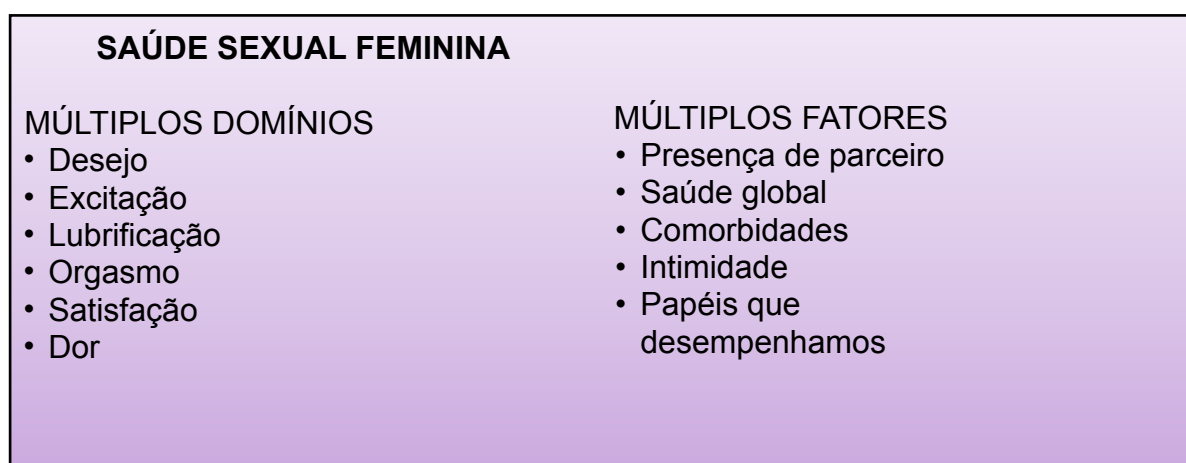 SAÚDE SEXUAL FEMININA
MÚLTIPLOS DOMÍNIOS
• Desejo
• Excitação
• Lubrificação
• Orgasmo
• Satisfação
• Dor
MÚLTIPLOS FATORES
• Presença de parceiro
• Saúde global
• Comorbidades
• Intimidade
• Papéis que
desempenhamos